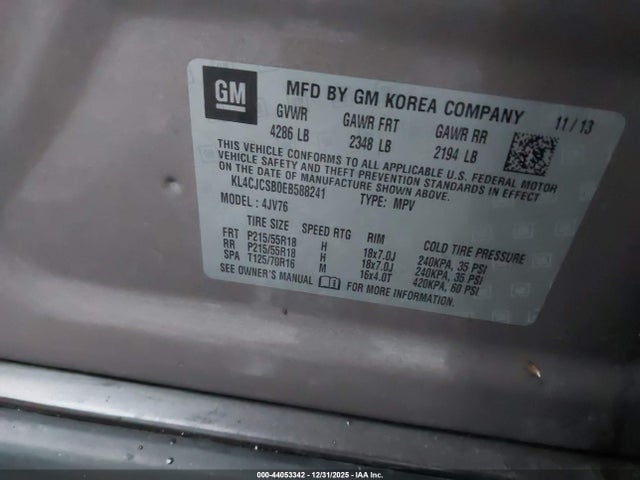 GM
MFD BY GM KOREA COMPANY 11 / 13
GVWR GAWR FRT GAWR RR
4286 LB 2348 LB 2194 LB
THIS VEHICLE CONFORMS TO ALL APPLICABLE U.S. FEDERAL MOTOR
VEHICLE SAFETY AND THEFT PREVENTION STANDARDS IN EFFECT
ON THE DATE OF MANUFACTURE SHOWN ABOVE.
KL4CJCSB0EB588241 TYPE: MPV
MODEL : 4JV76
TIRE SIZE SPEED RTG RIM COLD TIRE PRESSURE
FRT P215/55R18 H 18x7.0J 240KPA, 35 PSI
RR P215/55R18 H 18x7.0J 240KPA, 35 PSI
SPA T125/70R16 M 16x4.0T 420KPA, 60 PSI
SEE OWNER'S MANUAL FOR MORE INFORMATION.
000-44053342 - 12/31/2025 - IAAI.COM